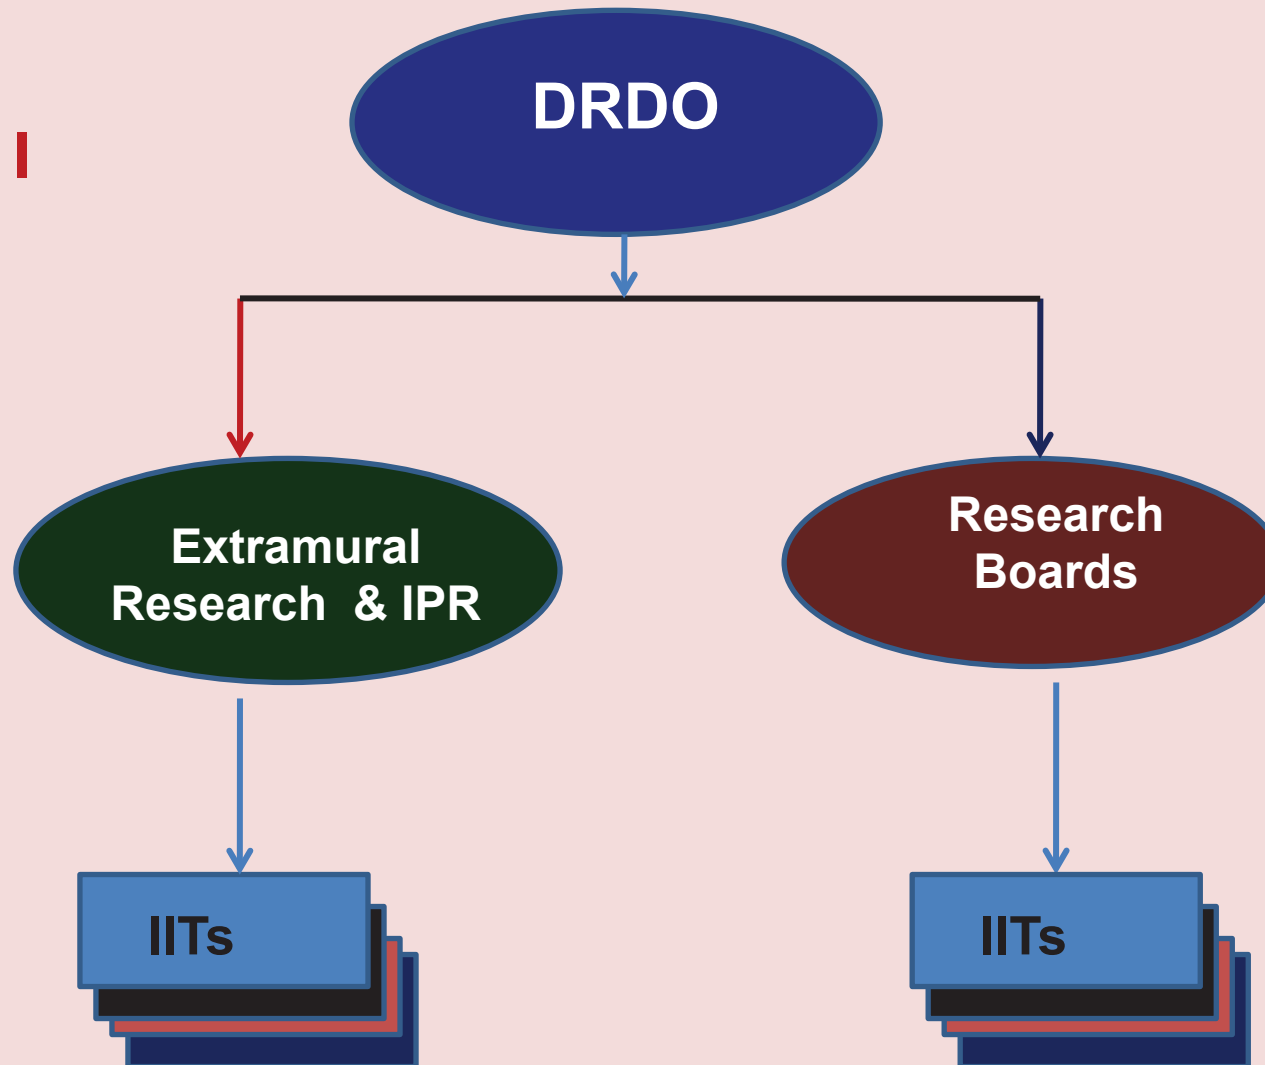 DRDO
I
Extramural
Research & IPR
Research
Boards
IITs
IITs